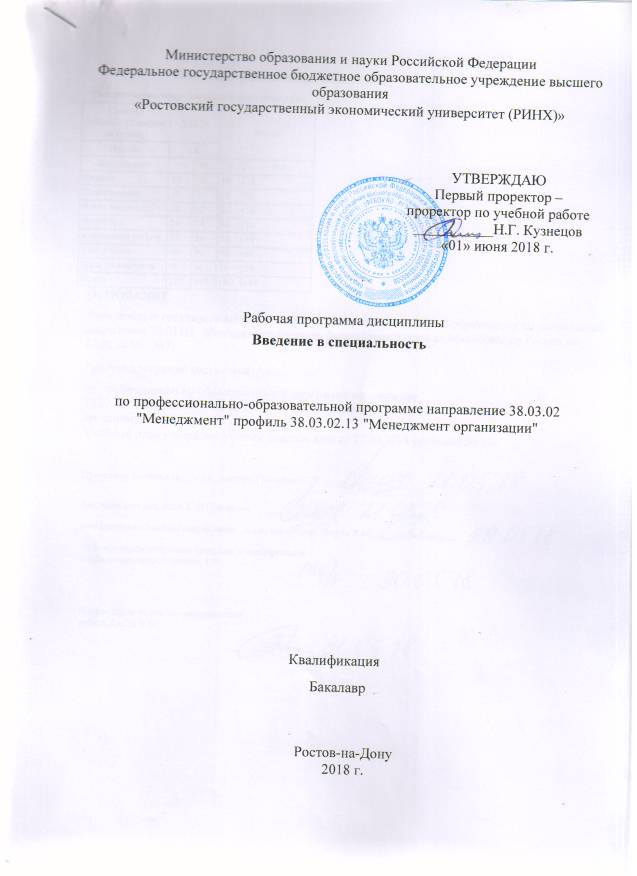 Министерство образования и науки Российской Федерации
Федеральное государственное бюджетное образовательное учреждение высшего
образования
«Ростовский государственный экономический университет (РИНХ)»
УТВЕРЖДАЮ
Первый проректор –
проректор по учебной работе
Н.Г. Кузнецов
«01» июня 2018 г.
Рабочая программа дисциплины
Введение в специальность
по профессионально-образовательной программе направление 38.03.02
"Менеджмент" профиль 38.03.02.13 "Менеджмент организации"
Квалификация
Бакалавр
Ростов-на-Дону
2018 г.